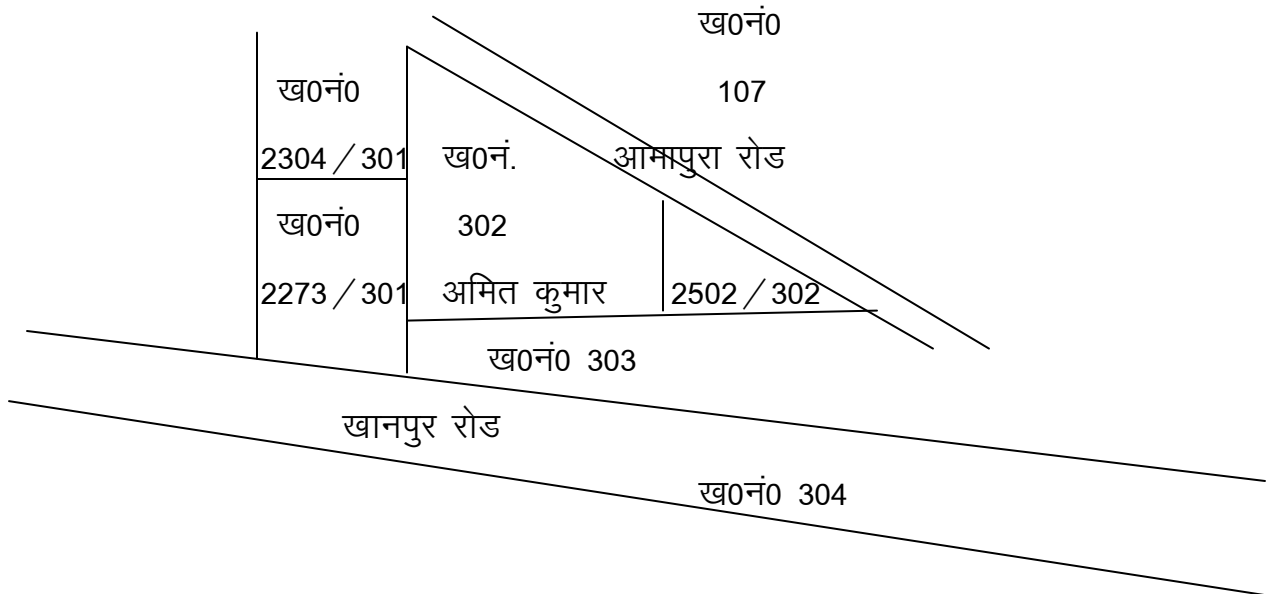 ख0नं0
ख0नं0 107
2304 / 301 ख0नं. आमापुरा रोड
ख0नं0 302
2273 / 301 अमित कुमार 2502 / 302
ख0नं0 303
खानपुर रोड
ख0नं0 304